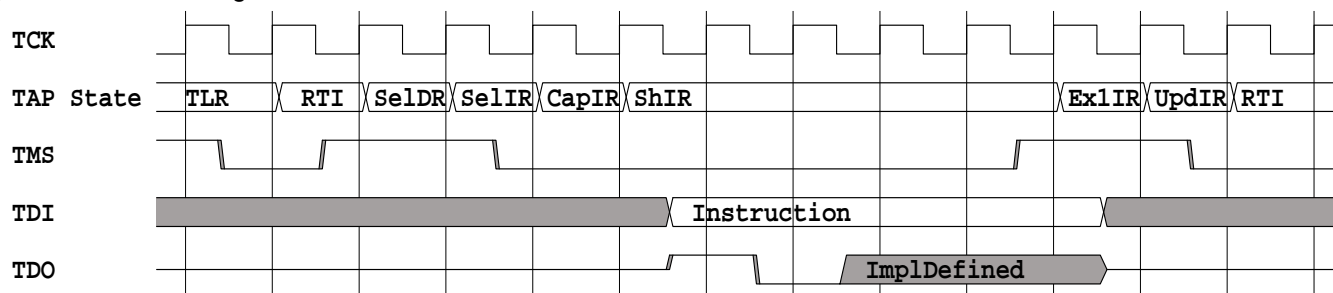 TCK
TAP State TLR RTI SelDR SelIR CapIR ShIR Ex1IR UpdIR RTI
TMS
TDI Instruction
TDO ImplDefined